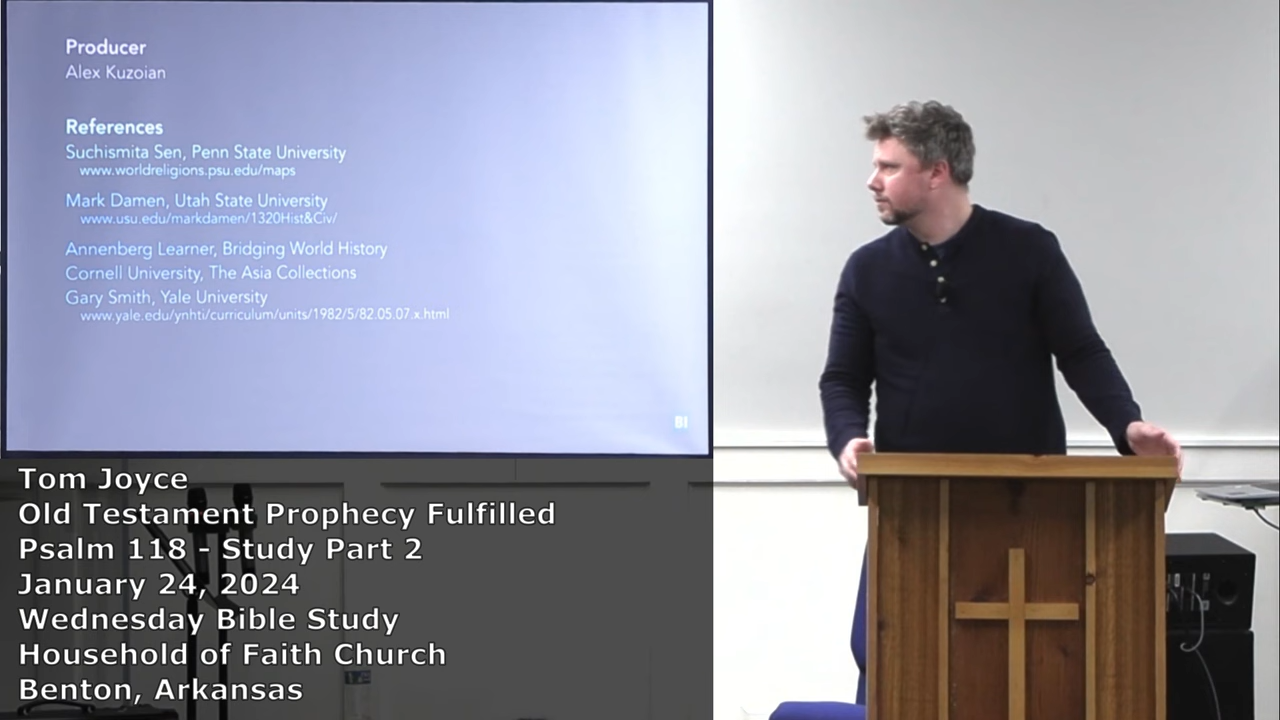 Producer
Alex Kuzoian
References
Suchismita Sen, Penn State University
www.worldreligions.psu.edu/maps
Mark Damen, Utah State University
www.usu.edu/markdamen/1320Hist&Civ/
Annenberg Learner, Bridging World History
Cornell University, The Asia Collections
Gary Smith, Yale University
www.yale.edu/ynhti/curriculum/units/1982/5/82.05.07.x.html
BI
Tom Joyce
Old Testament Prophecy Fulfilled
Psalm 118 - Study Part 2
January 24, 2024
Wednesday Bible Study
Household of Faith Church
Benton, Arkansas